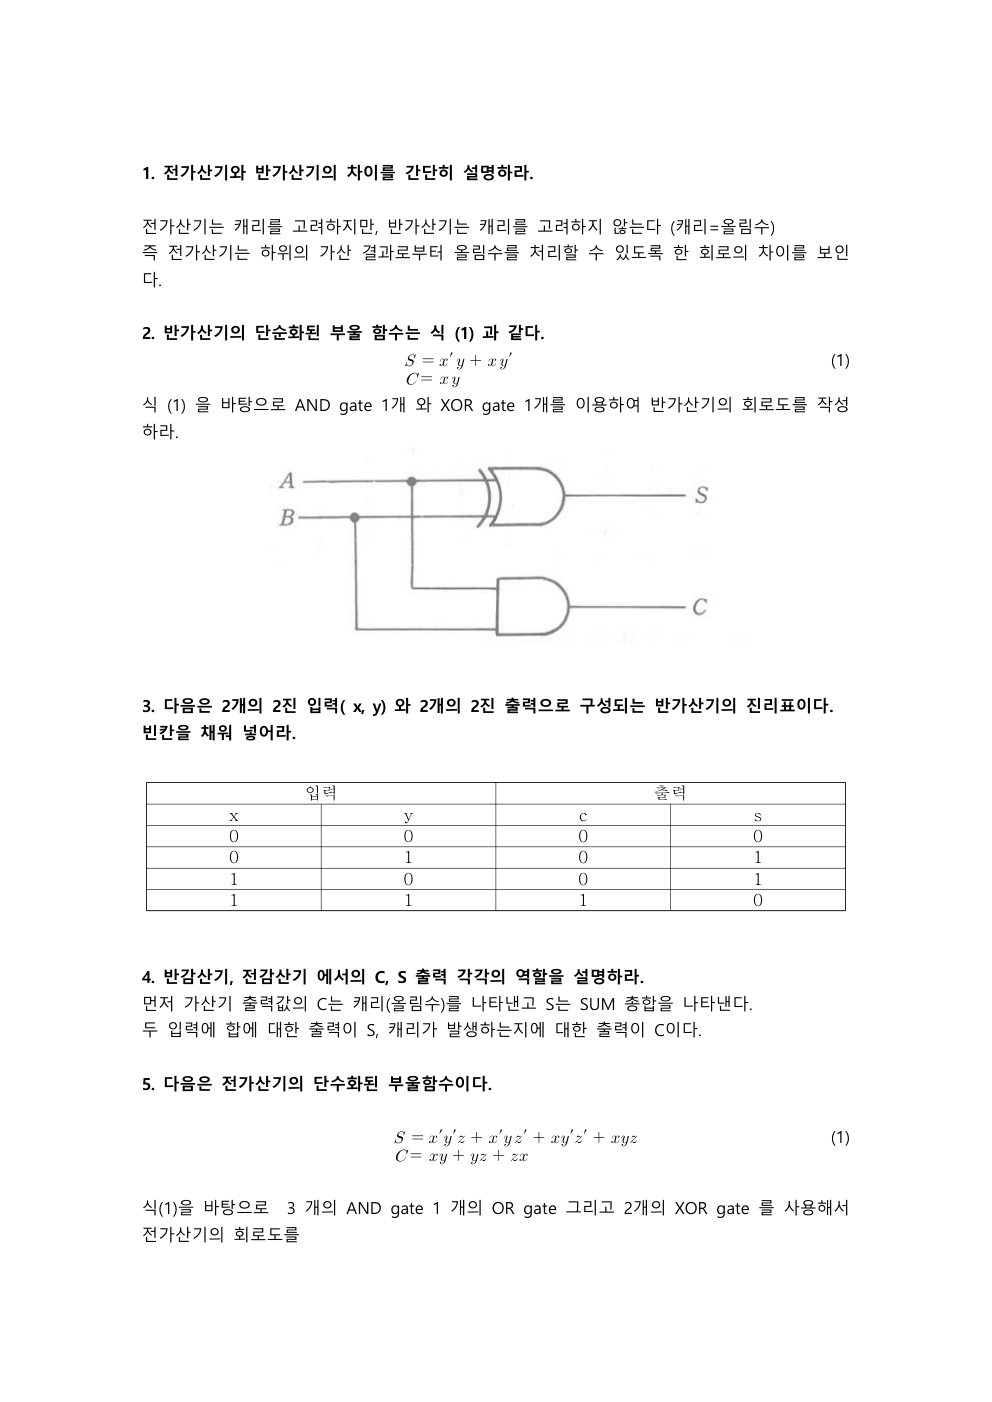 1. 전가산기와 반가산기의 차이를 간단히 설명하라.
전가산기는 캐리를 고려하지만, 반가산기는 캐리를 고려하지 않는다 (캐리=올림수)
즉 전가산기는 하위의 가산 결과로부터 올림수를 처리할 수 있도록 한 회로의 차이를 보인
다.
2. 반가산기의 단순화된 부울 함수는 식 (1) 과 같다.
S = x′y + xy′ (1)
C = xy
식 (1) 을 바탕으로 AND gate 1개 와 XOR gate 1개를 이용하여 반가산기의 회로도를 작성
하라.
A
S
B
C
3. 다음은 2개의 2진 입력( x, y) 와 2개의 2진 출력으로 구성되는 반가산기의 진리표이다.
빈칸을 채워 넣어라.
입력 출력
x y c s
0 0 0 0
0 1 0 1
1 0 0 1
1 1 1 0
4. 반감산기, 전감산기 에서의 C, S 출력 각각의 역할을 설명하라.
먼저 가산기 출력값의 C는 캐리(올림수)를 나타낸고 S는 SUM 총합을 나타낸다.
두 입력에 합에 대한 출력이 S, 캐리가 발생하는지에 대한 출력이 C이다.
5. 다음은 전가산기의 단수화된 부울함수이다.
S = x′y′z + x′yz′ + xy′z′ + xyz (1)
C = xy + yz + zx
식(1)을 바탕으로 3 개의 AND gate 1 개의 OR gate 그리고 2개의 XOR gate 를 사용해서
전가산기의 회로도를